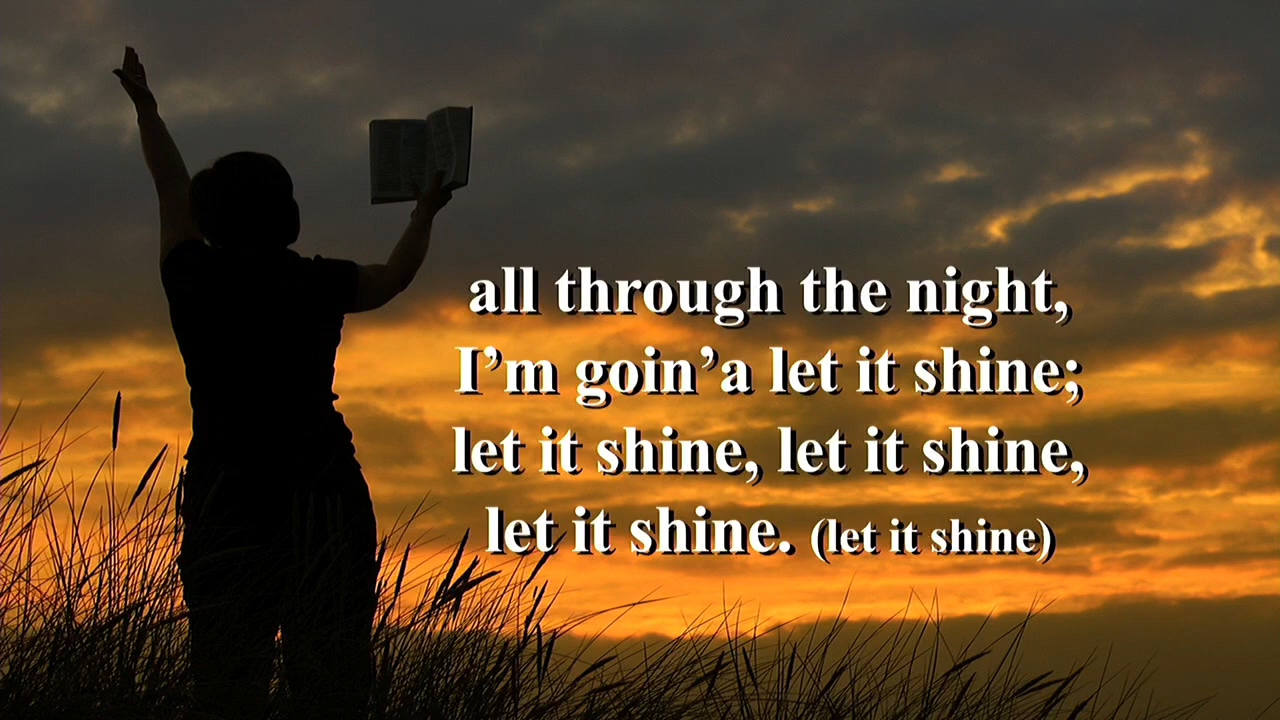 all through the night,
I’m goin’a let it shine;
let it shine, let it shine,
let it shine. (let it shine)